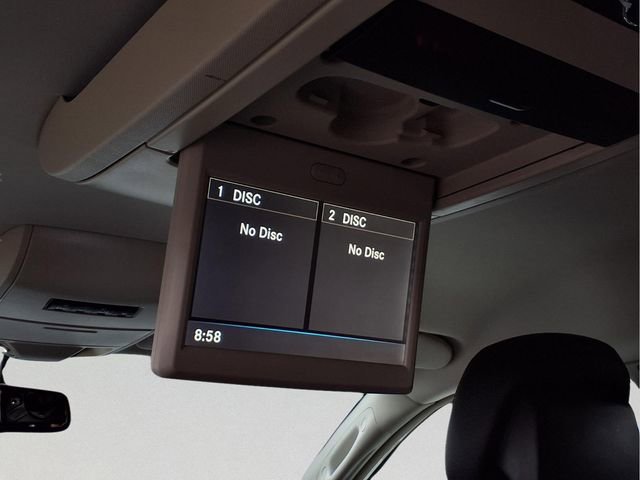 1 DISC
No Disc
2 DISC
No Disc
8:58